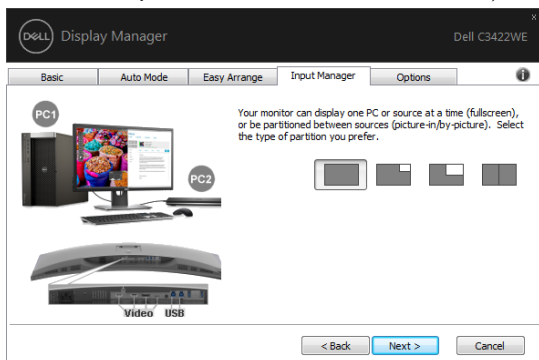 DELL Display Manager
Dell C3422WE
Basic
Auto Mode
Easy Arrange
Input Manager
Options
PC1
PC2
Video USB
Your monitor can display one PC or source at a time (fullscreen),
or be partitioned between sources (picture-in/by-picture). Select
the type of partition you prefer.
< Back
Next >
Cancel